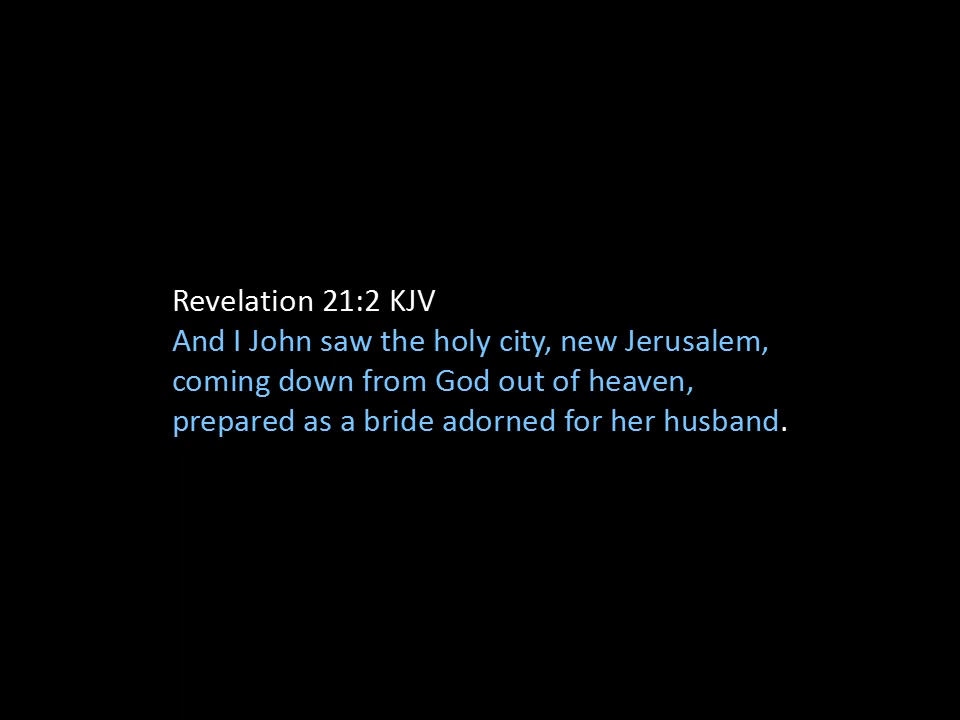 Revelation 21:2 KJV
And I John saw the holy city, new Jerusalem,
coming down from God out of heaven,
prepared as a bride adorned for her husband.